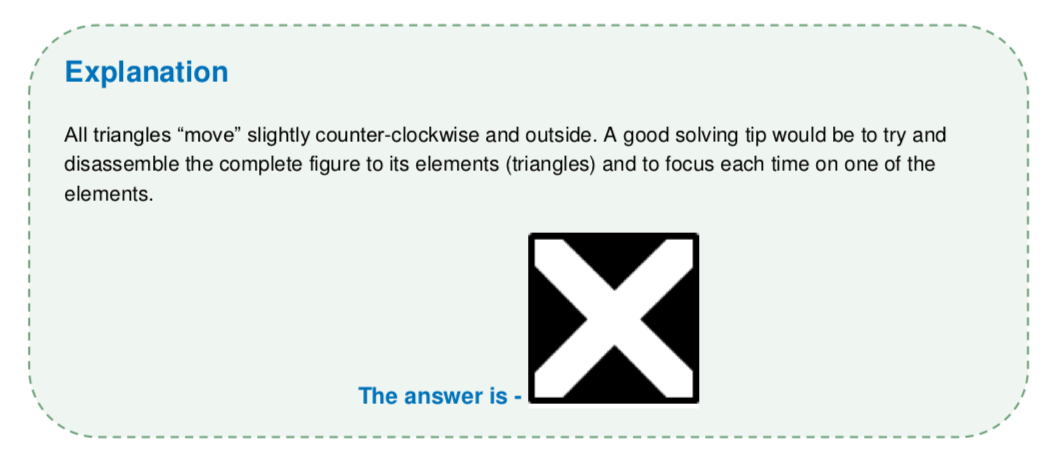 Explanation
All triangles “move” slightly counter-clockwise and outside. A good solving tip would be to try and
disassemble the complete figure to its elements (triangles) and to focus each time on one of the
elements.
The answer is -